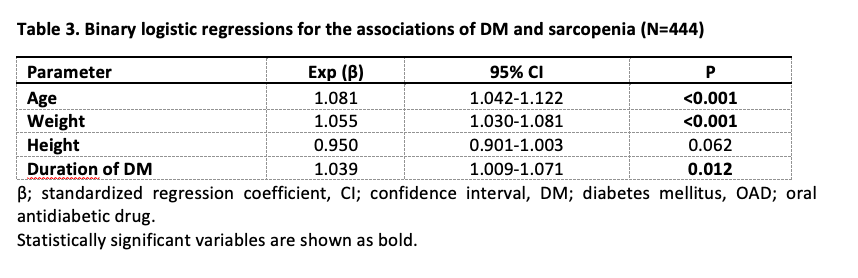 Table 3. Binary logistic regressions for the associations of DM and sarcopenia (N=444)
Parameter Exp (β) 95% CI P
Age 1.081 1.042-1.122 <0.001
Weight 1.055 1.030-1.081 <0.001
Height 0.950 0.901-1.003 0.062
Duration of DM 1.039 1.009-1.071 0.012
β; standardized regression coefficient, CI; confidence interval, DM; diabetes mellitus, OAD; oral
antidiabetic drug.
Statistically significant variables are shown as bold.